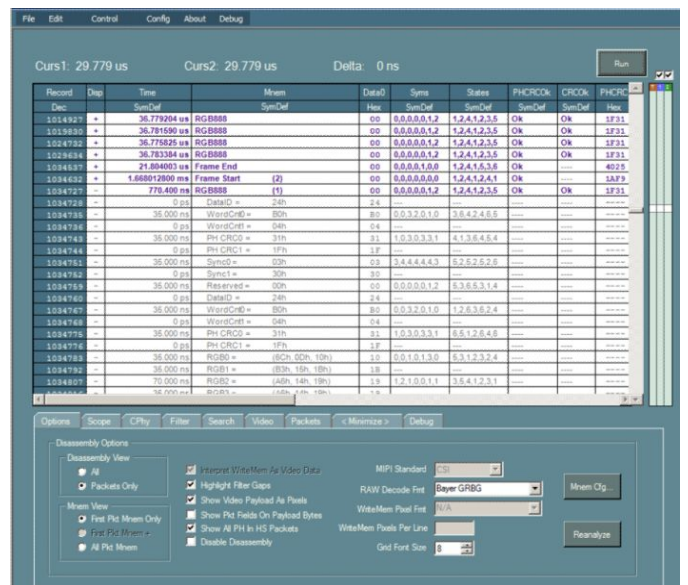 File Edit Control Config About Debug
Curs1: 29.779 us Curs2: 29.779 us Delta: 0 ns Run
Record Disp Time Mnem Data0 Syms States PHCRCOk CRCOk PHCRC
Dec SymDef SymDef Hex SymDef SymDef SymDef SymDef Hex
1014927 + 36.779204 us RGB888 00 0,0,0,0,0,1,2 1,2,4,1,2,3,5 Ok Ok 1F31
1019830 + 36.781590 us RGB888 00 0,0,0,0,0,1,2 1,2,4,1,2,3,5 Ok Ok 1F31
1024732 + 36.775825 us RGB888 00 0,0,0,0,0,1,2 1,2,4,1,2,3,5 Ok Ok 1F31
1029634 + 36.783384 us RGB888 00 0,0,0,0,0,1,2 1,2,4,1,2,3,5 Ok Ok 1F31
1034537 + 21.804003 us Frame End 00 0,0,0,0,1,0,0 1,2,4,1,5,3,6 Ok ---- 4025
1034632 + 1.668012800 ms Frame Start (2) 00 0,0,0,0,0,0,0 1,2,4,1,2,4,1 Ok ---- 1AF9
1034727 - 770.400 ns RGB888 (1) 00 0,0,0,0,0,1,2 1,2,4,1,2,3,5 Ok Ok 1F31
1034728 - 0 ps DataID = 24h 24 --- --- ---- ---- ----
1034735 - 35.000 ns WordCnt0 = B0h B0 0,0,3,2,0,1,0 3,6,4,2,4,6,5 ---- ---- ----
1034736 - 0 ps WordCnt1 = 04h 04 --- --- ---- ---- ----
1034743 - 35.000 ns PH CRC0 = 31h 31 1,0,3,0,3,3,1 4,1,3,6,4,5,4 ---- ---- ----
1034744 - 0 ps PH CRC1 = 1Fh 1F --- --- ---- ---- ----
1034751 - 35.000 ns Sync0 = 03h 03 3,4,4,4,4,4,3 5,2,5,2,5,2,6 ---- ---- ----
1034752 - 0 ps Sync1 = 30h 30 --- --- ---- ---- ----
1034759 - 35.000 ns Reserved = 00h 00 0,0,0,0,0,1,2 5,3,6,5,3,1,4 ---- ---- ----
1034760 - 0 ps DataID = 24h 24 --- --- ---- ---- ----
1034767 - 35.000 ns WordCnt0 = B0h B0 0,0,3,2,0,1,0 1,2,6,3,6,2,4 ---- ---- ----
1034768 - 0 ps WordCnt1 = 04h 04 --- --- ---- ---- ----
1034775 - 35.000 ns PH CRC0 = 31h 31 1,0,3,0,3,3,1 6,5,1,2,6,4,6 ---- ---- ----
1034776 - 0 ps PH CRC1 = 1Fh 1F --- --- ---- ---- ----
1034783 - 35.000 ns RGB0 = (6Ch, 0Dh, 10h) 10 0,0,1,0,1,3,0 5,3,1,2,3,2,4 ---- ---- ----
1034792 - 35.000 ns RGB1 = (B3h, 15h, 1Bh) 1B --- --- ---- ---- ----
1034807 - 70.000 ns RGB2 = (A6h, 14h, 19h) 19 1,2,1,0,0,1,1 3,5,4,1,2,3,1 ---- ---- ----
Options Scope CPhy Filter Search Video Packets < Minimize > Debug
Disassembly Options
Disassembly View
All
Packets Only
Mnem View
First Pkt Mnem Only
First Pkt Mnem +
All Pkt Mnem
Interpret WriteMem As Video Data
Highlight Filter Gaps
Show Video Payload As Pixels
Show Pkt Fields On Payload Bytes
Show All PH In HS Packets
Disable Disassembly
MIPI Standard CSI
RAW Decode Fmt Bayer GRBG
WriteMem Pixel Fmt N/A
WriteMem Pixels Per Line
Grid Font Size 8
Mnem Cfg...
Reanalyze